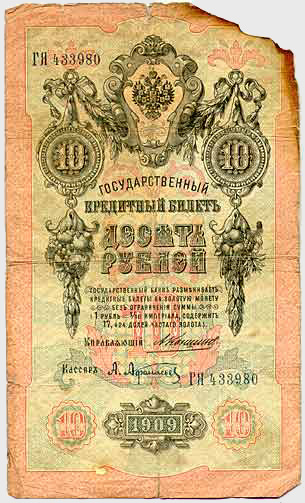 ГЯ 433980
10 10
ГОСУДАРСТВЕННЫЙ
КРЕДИТНЫЙ БИЛЕТЪ
ДЕСЯТЬ
РУБЛЕЙ
ГОСУДАРСТВЕННЫЙ БАНКЪ РАЗМѢНИВАЕТЪ
КРЕДИТНЫЕ БИЛЕТЫ НА ЗОЛОТУЮ МОНЕТУ
БЕЗЪ ОГРАНИЧЕНІЯ СУММЫ
(1 РУБЛЬ = 1/15 ИМПЕРІАЛА, СОДЕРЖИТЪ
17,424 ДОЛЕЙ ЧИСТАГО ЗОЛОТА).
Управляющій
Кассиръ А. Афанасьев
ГЯ 433980
10 1909 10